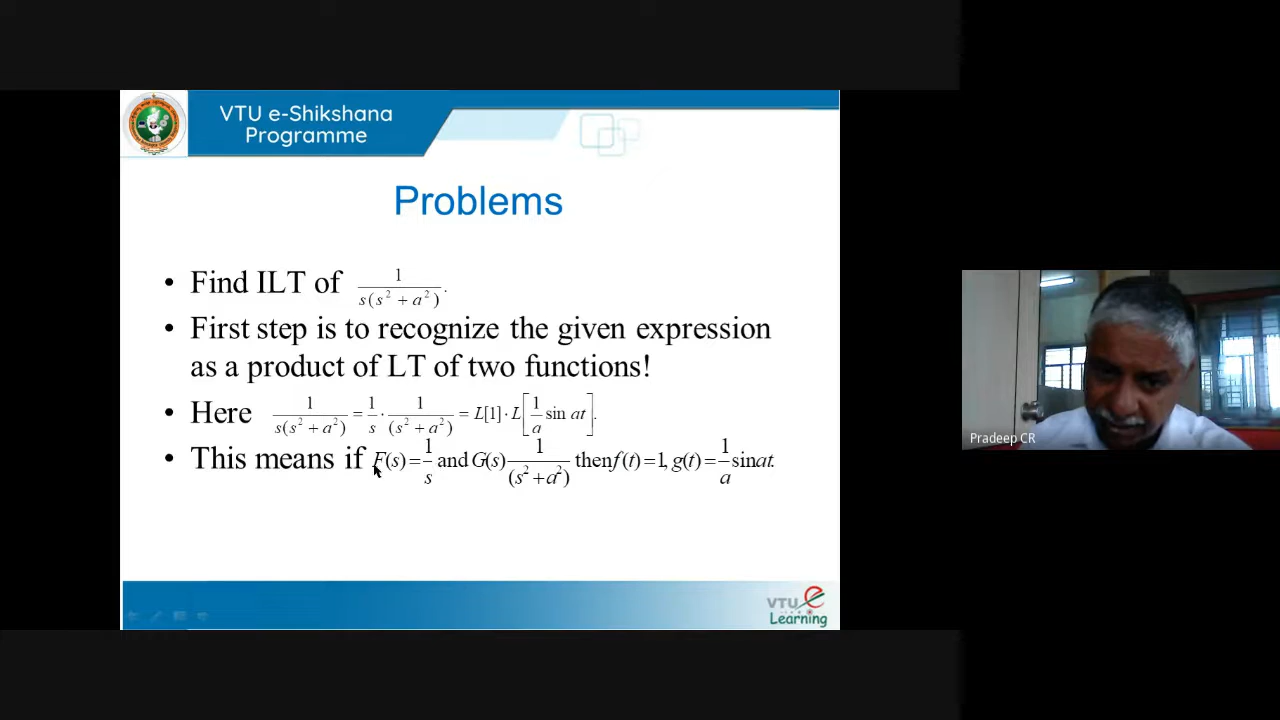 VTU e-Shikshana
Programme
Problems
• Find ILT of 1/(s(s² + a²)).
• First step is to recognize the given expression
as a product of LT of two functions!
• Here 1/(s(s² + a²)) = 1/s · 1/(s² + a²) = L[1] · L[1/a sin at].
• This means if F(s) = 1/s and G(s) 1/(s² + a²) then f(t) = 1, g(t) = 1/a sin at.
Pradeep CR
VTU e
Learning